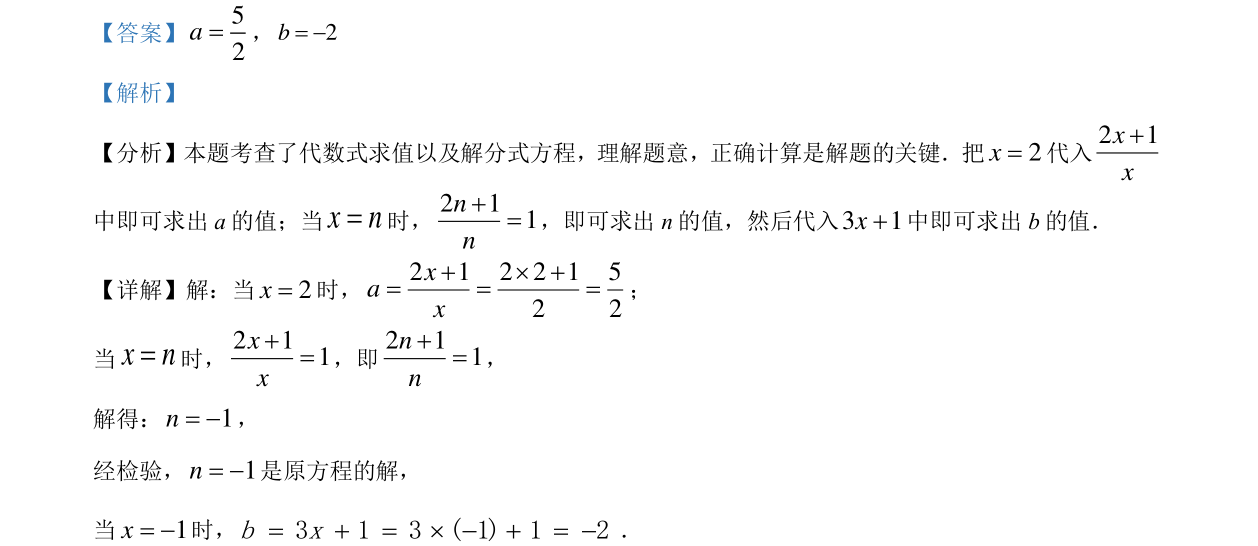 【答案】a = 5/2，b = −2
【解析】
【分析】本题考查了代数式求值以及解分式方程，理解题意，正确计算是解题的关键．把 x = 2 代入 (2x+1)/x
中即可求出 a 的值；当 x = n 时，(2n+1)/n = 1，即可求出 n 的值，然后代入 3x+1 中即可求出 b 的值．
【详解】解：当 x = 2 时，a = (2x+1)/x = (2×2+1)/2 = 5/2；
当 x = n 时，(2x+1)/x = 1，即 (2n+1)/n = 1，
解得：n = −1，
经检验，n = −1 是原方程的解，
当 x = −1 时，b = 3x + 1 = 3 × (−1) + 1 = −2．